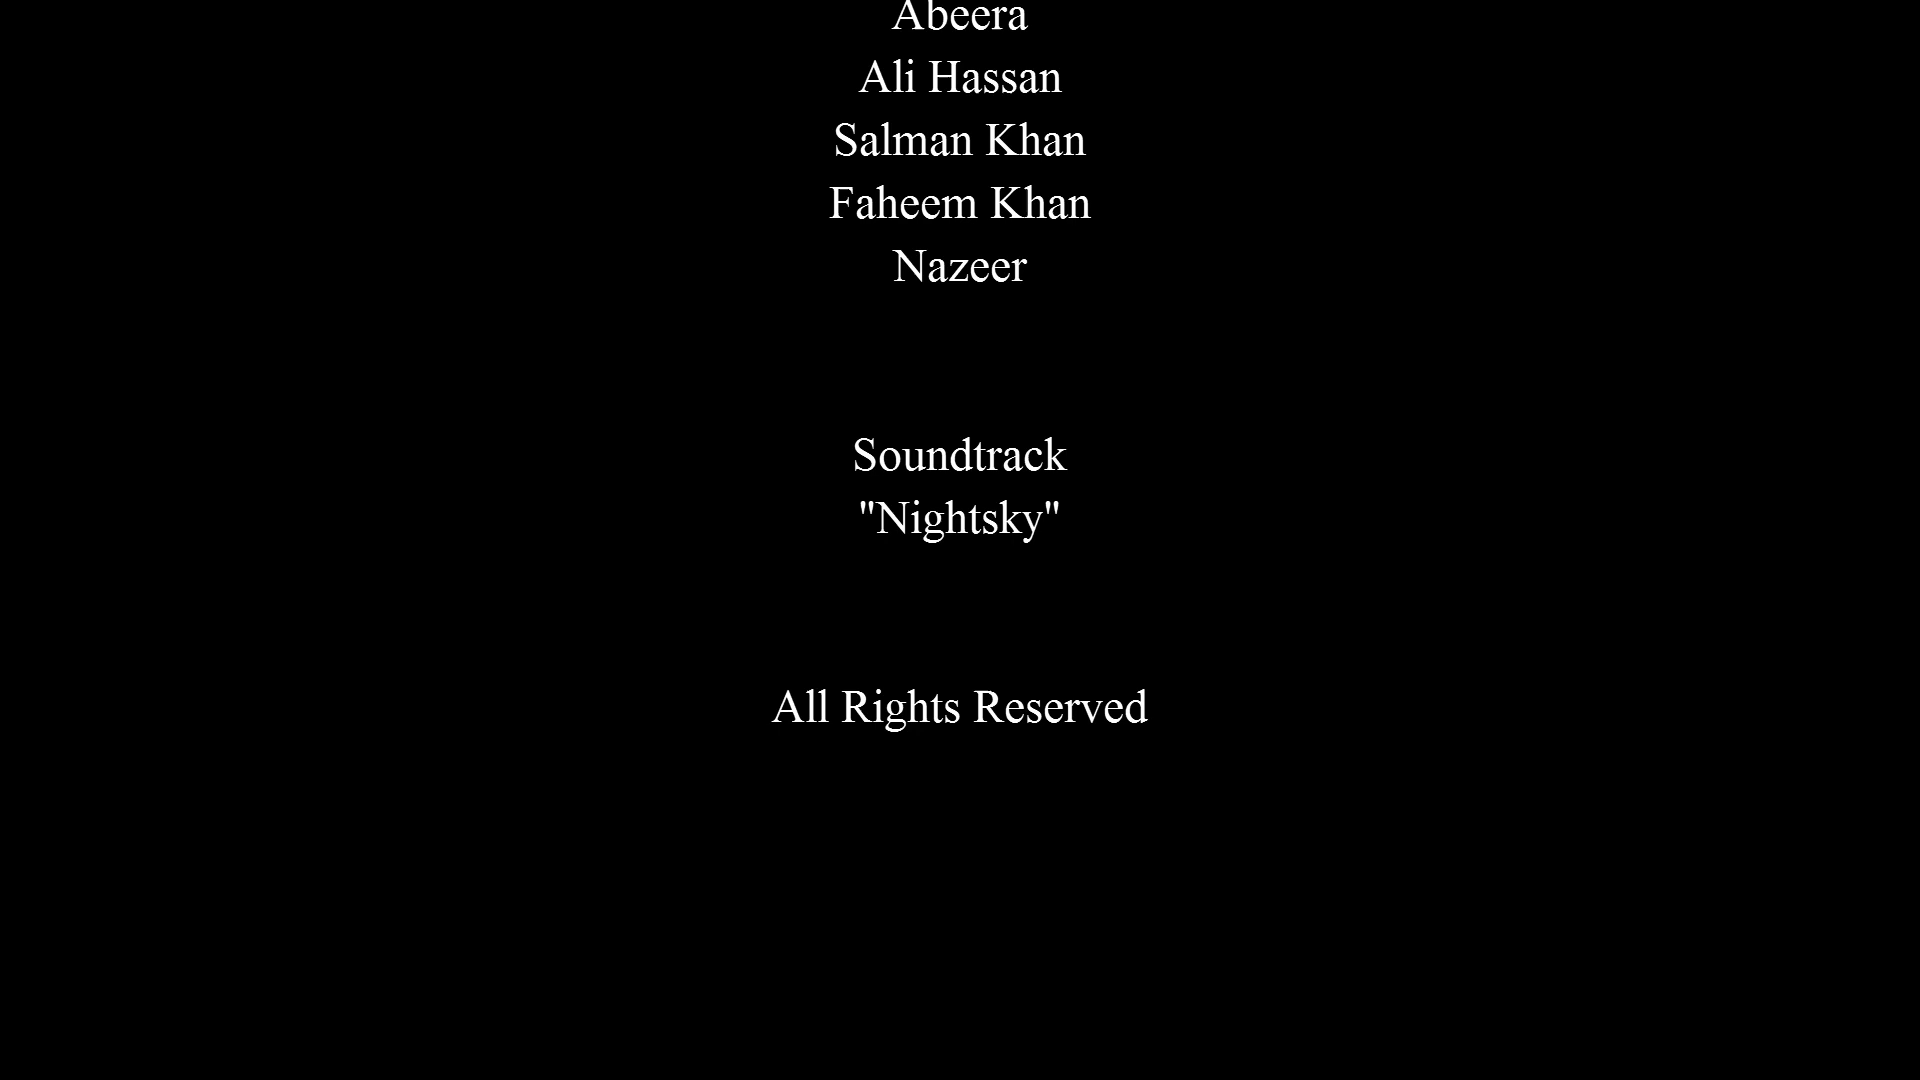 Abeera
Ali Hassan
Salman Khan
Faheem Khan
Nazeer
Soundtrack
"Nightsky"
All Rights Reserved